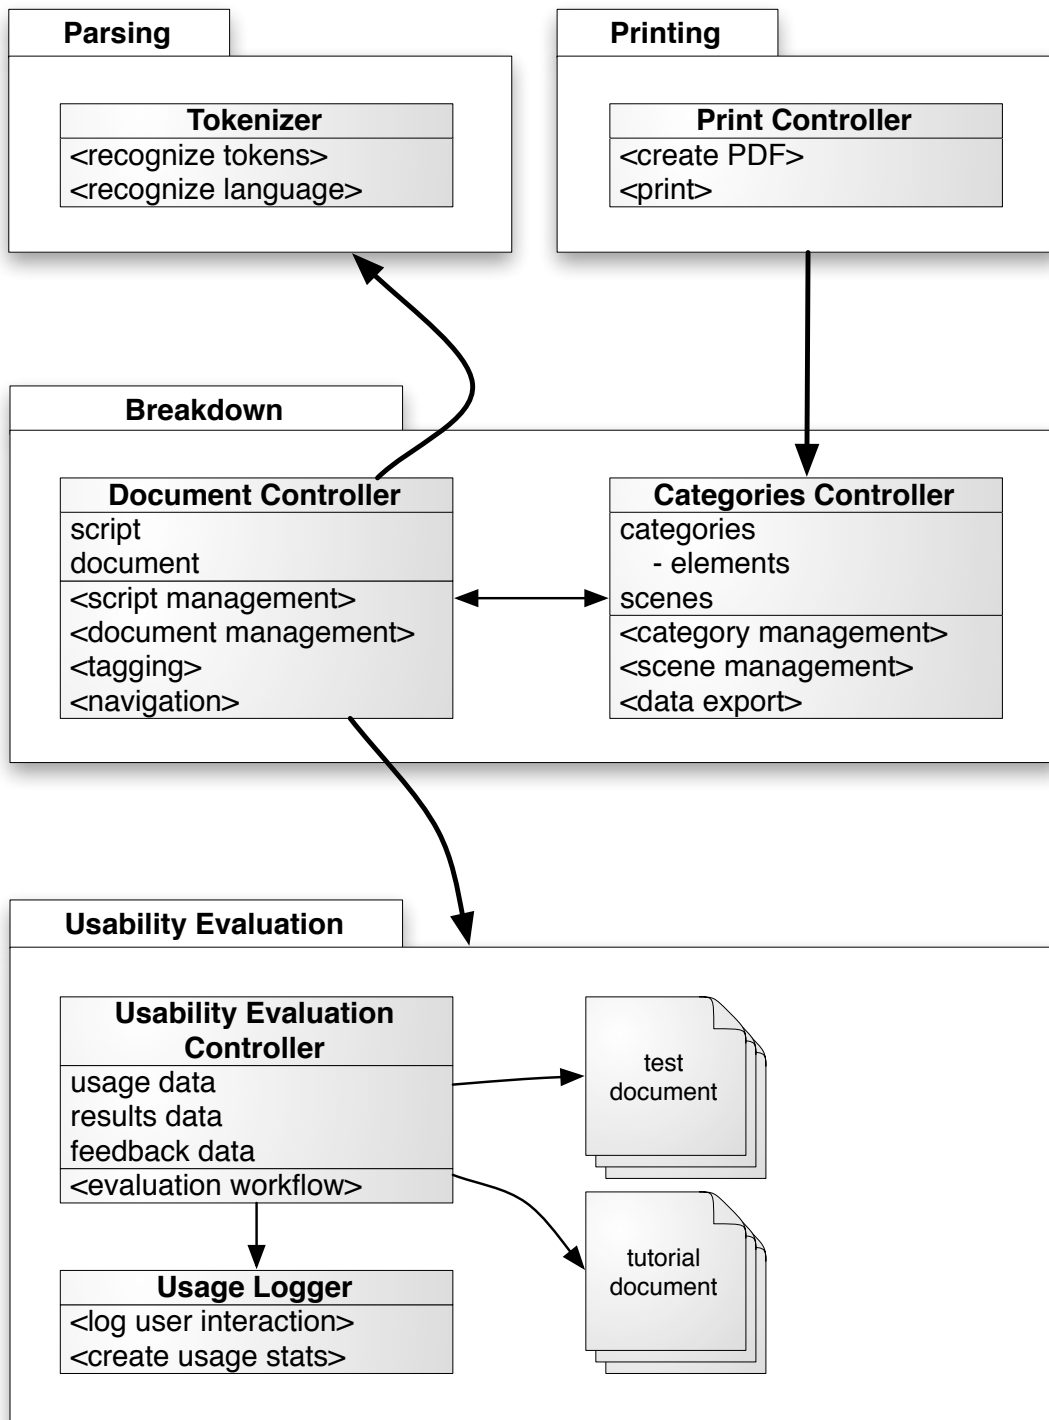 Parsing
Tokenizer
<recognize tokens>
<recognize language>
Printing
Print Controller
<create PDF>
<print>
Breakdown
Document Controller
script
document
<script management>
<document management>
<tagging>
<navigation>
Categories Controller
categories
- elements
scenes
<category management>
<scene management>
<data export>
Usability Evaluation
Usability Evaluation
Controller
usage data
results data
feedback data
<evaluation workflow>
test
document
tutorial
document
Usage Logger
<log user interaction>
<create usage stats>